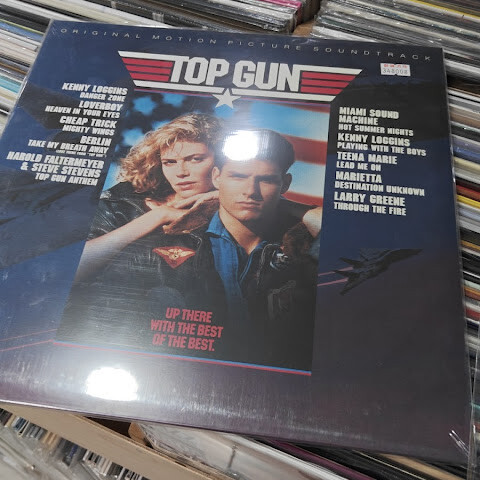 ORIGINAL MOTION PICTURE SOUNDTRACK
TOP GUN
KENNY LOGGINS
DANGER ZONE
LOVERBOY
HEAVEN IN YOUR EYES
CHEAP TRICK
MIGHTY WINGS
BERLIN
TAKE MY BREATH AWAY
HAROLD FALTERMEYER
& STEVE STEVENS
TOP GUN ANTHEM
MIAMI SOUND
MACHINE
HOT SUMMER NIGHTS
KENNY LOGGINS
PLAYING WITH THE BOYS
TEENA MARIE
LEAD ME ON
MARIETTA
DESTINATION UNKNOWN
LARRY GREENE
THROUGH THE FIRE
UP THERE
WITH THE BEST
OF THE BEST.